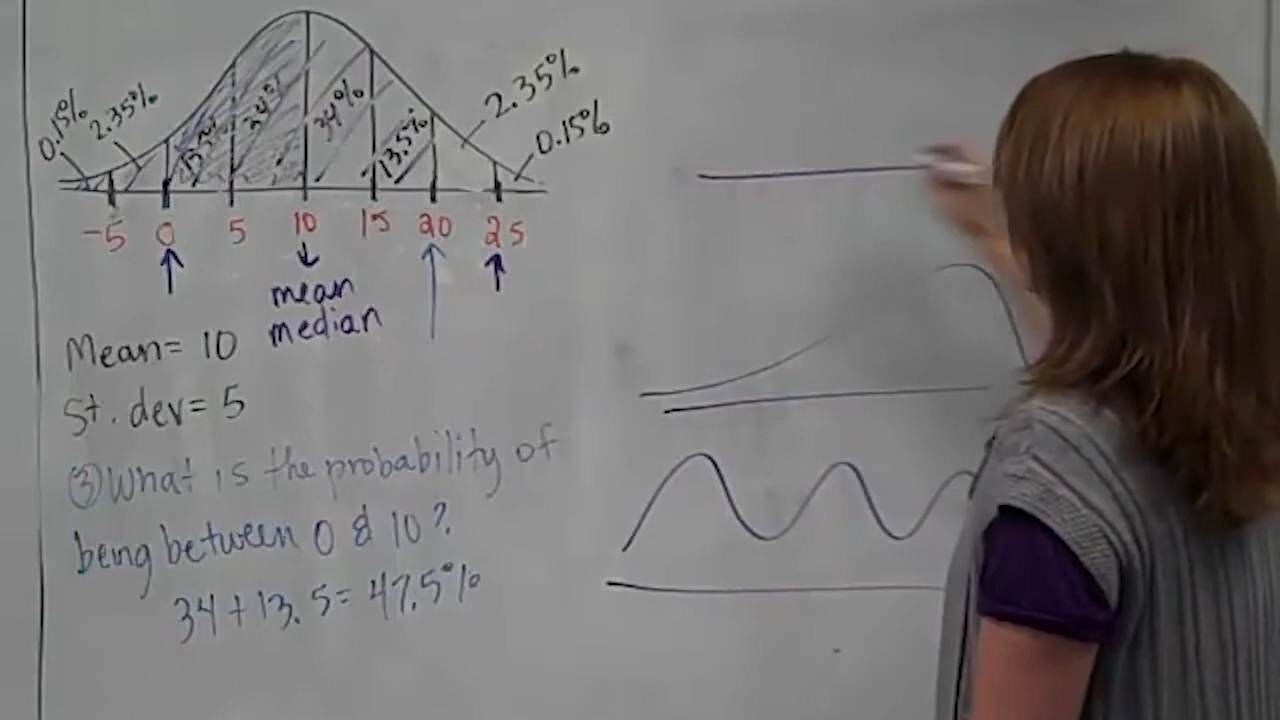 0.15% 2.35% 13.5% 34% 34% 13.5% 2.35% 0.15%
-5 0 5 10 15 20 25
mean
median
Mean= 10
St. dev= 5
③What is the probability of
being between 0 & 10?
34+13.5= 47.5%